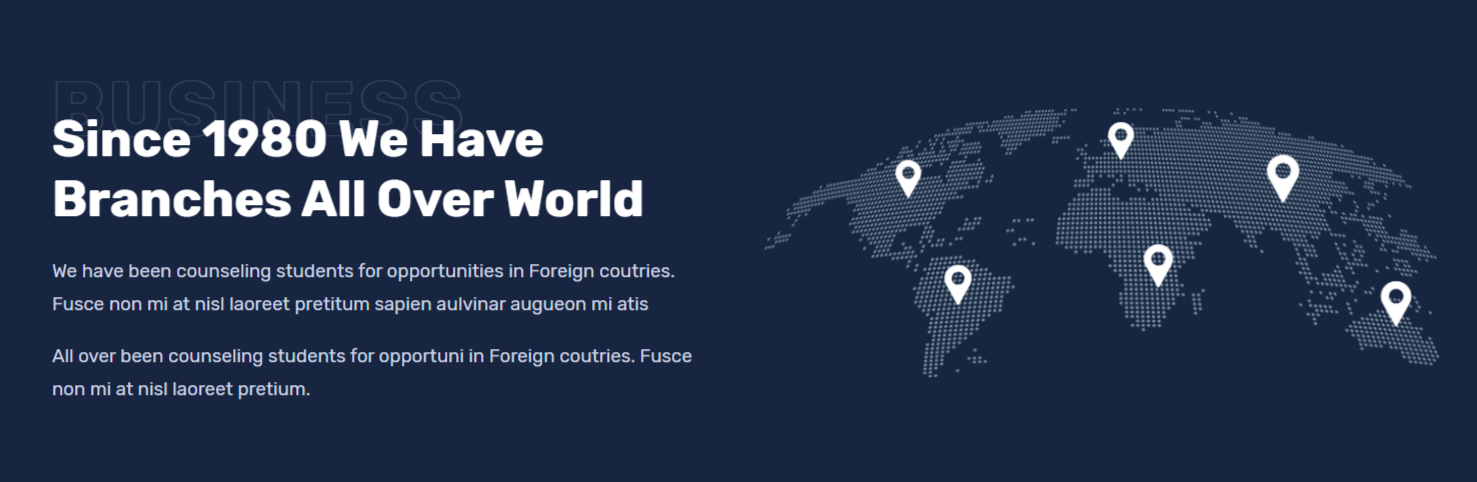 BUSINESS
Since 1980 We Have
Branches All Over World
We have been counseling students for opportunities in Foreign coutries.
Fusce non mi at nisl laoreet pretitum sapien aulvinar augueon mi atis
All over been counseling students for opportuni in Foreign coutries. Fusce
non mi at nisl laoreet pretium.